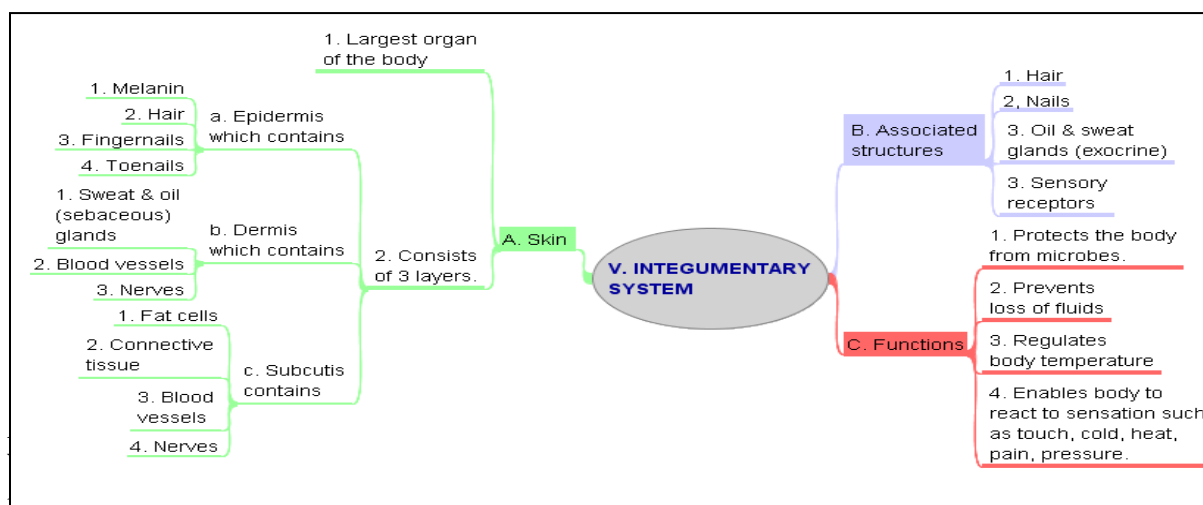 V. INTEGUMENTARY
SYSTEM
A. Skin
1. Largest organ
of the body
2. Consists
of 3 layers.
a. Epidermis
which contains
1. Melanin
2. Hair
3. Fingernails
4. Toenails
b. Dermis
which contains
1. Sweat & oil
(sebaceous)
glands
2. Blood vessels
3. Nerves
c. Subcutis
contains
1. Fat cells
2. Connective
tissue
3. Blood
vessels
4. Nerves
B. Associated
structures
1. Hair
2, Nails
3. Oil & sweat
glands (exocrine)
3. Sensory
receptors
C. Functions
1. Protects the body
from microbes.
2. Prevents
loss of fluids
3. Regulates
body temperature
4. Enables body to
react to sensation such
as touch, cold, heat,
pain, pressure.